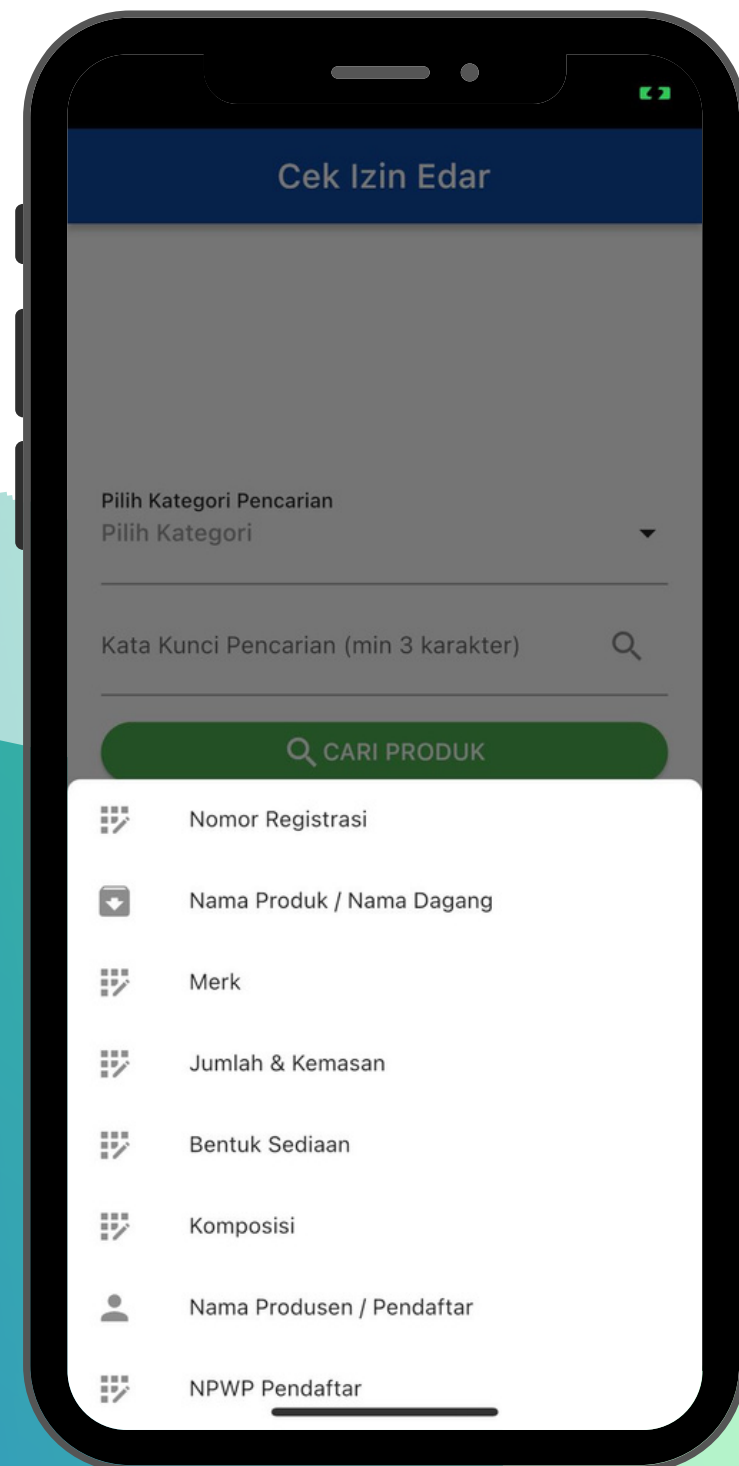 Cek Izin Edar
Pilih Kategori Pencarian
Pilih Kategori
Kata Kunci Pencarian (min 3 karakter)
CARI PRODUK
Nomor Registrasi
Nama Produk / Nama Dagang
Merk
Jumlah & Kemasan
Bentuk Sediaan
Komposisi
Nama Produsen / Pendaftar
NPWP Pendaftar